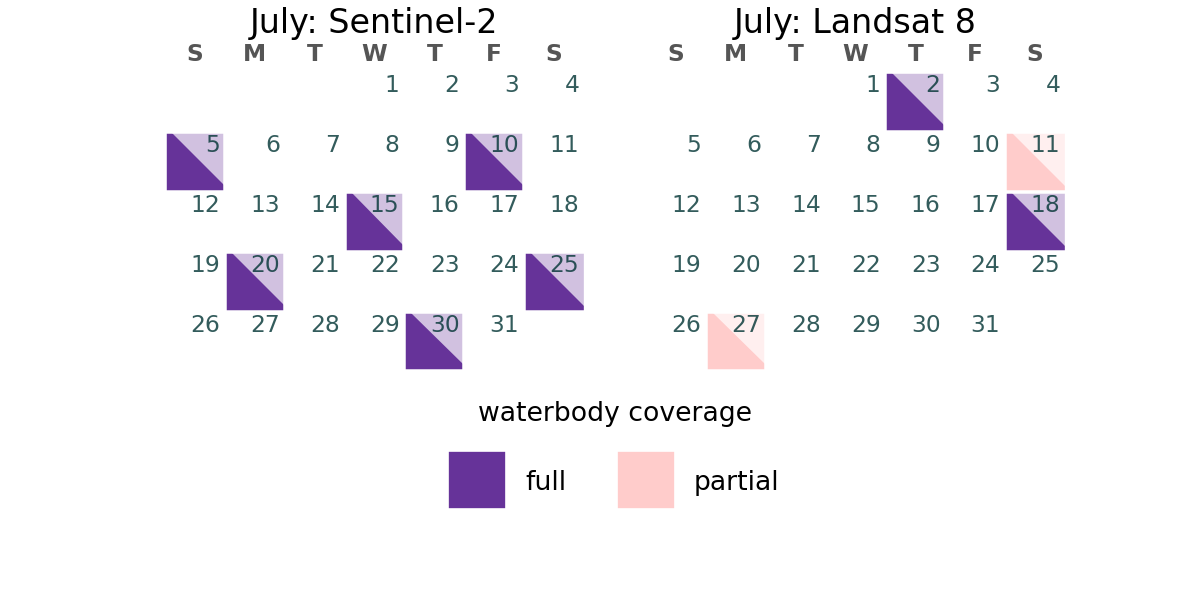 July: Sentinel-2
S M T W T F S
1 2 3 4
5 6 7 8 9 10 11
12 13 14 15 16 17 18
19 20 21 22 23 24 25
26 27 28 29 30 31
July: Landsat 8
S M T W T F S
1 2 3 4
5 6 7 8 9 10 11
12 13 14 15 16 17 18
19 20 21 22 23 24 25
26 27 28 29 30 31
waterbody coverage
full
partial